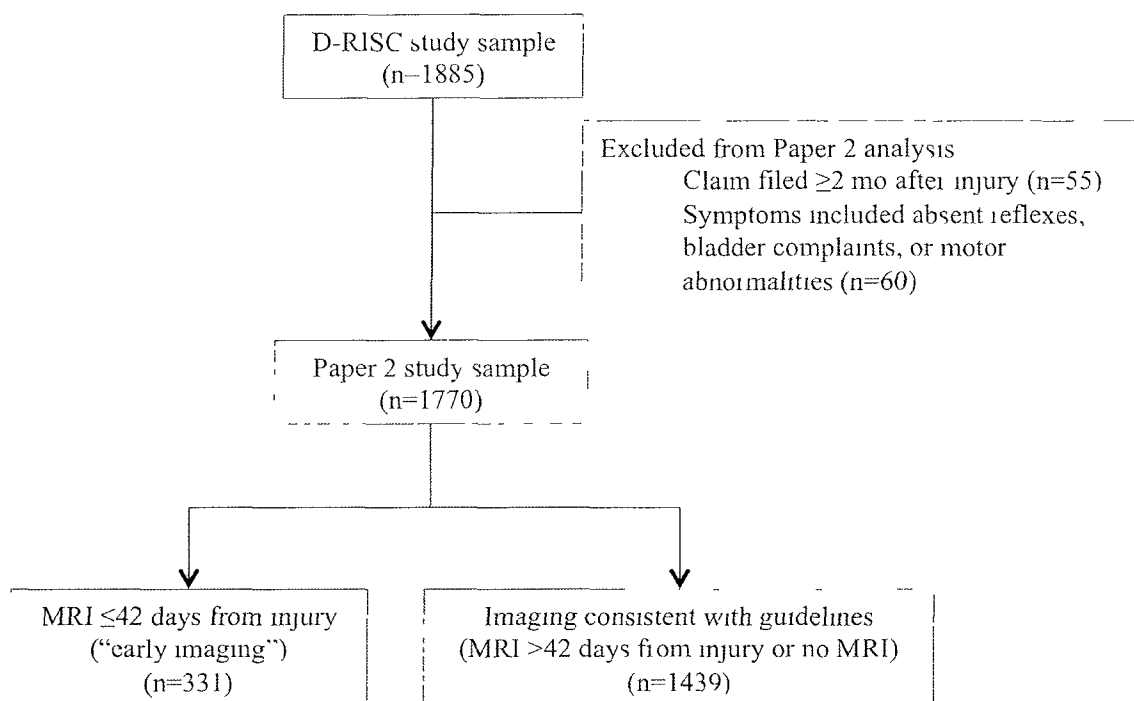 D-RISC study sample
(n–1885)
Excluded from Paper 2 analysis
Claim filed ≥2 mo after injury (n=55)
Symptoms included absent reflexes,
bladder complaints, or motor
abnormalities (n=60)
Paper 2 study sample
(n=1770)
MRI ≤42 days from injury
(“early imaging”)
(n=331)
Imaging consistent with guidelines
(MRI >42 days from injury or no MRI)
(n=1439)